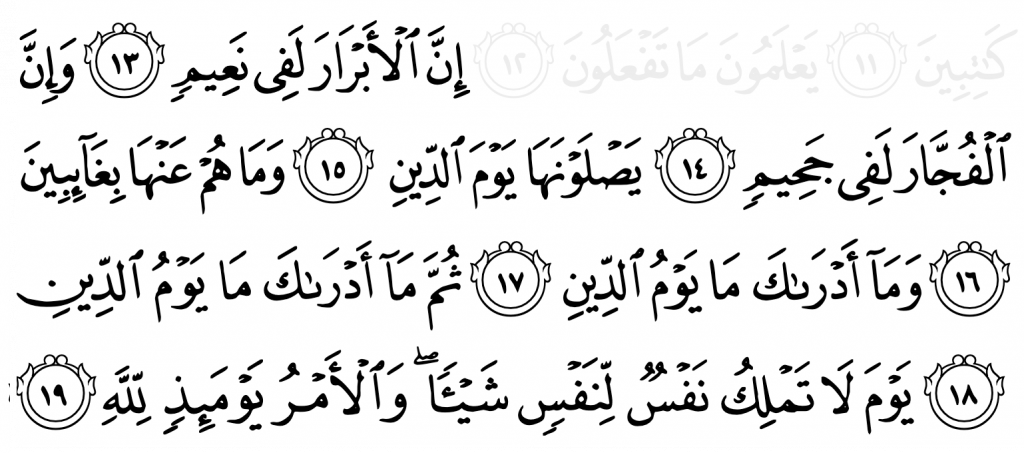 كَـٰتِبِينَ ١١ يَعْلَمُونَ مَا تَفْعَلُونَ ١٢ إِنَّ ٱلْأَبْرَارَ لَفِى نَعِيمٍ ١٣ وَإِنَّ
ٱلْفُجَّارَ لَفِى جَحِيمٍ ١٤ يَصْلَوْنَهَا يَوْمَ ٱلدِّينِ ١٥ وَمَا هُمْ عَنْهَا بِغَآئِبِينَ
١٦ وَمَآ أَدْرَىٰكَ مَا يَوْمُ ٱلدِّينِ ١٧ ثُمَّ مَآ أَدْرَىٰكَ مَا يَوْمُ ٱلدِّينِ
١٨ يَوْمَ لَا تَمْلِكُ نَفْسٌ لِّنَفْسٍ شَيْـًٔا ۖ وَٱلْأَمْرُ يَوْمَئِذٍ لِّلَّهِ ١٩